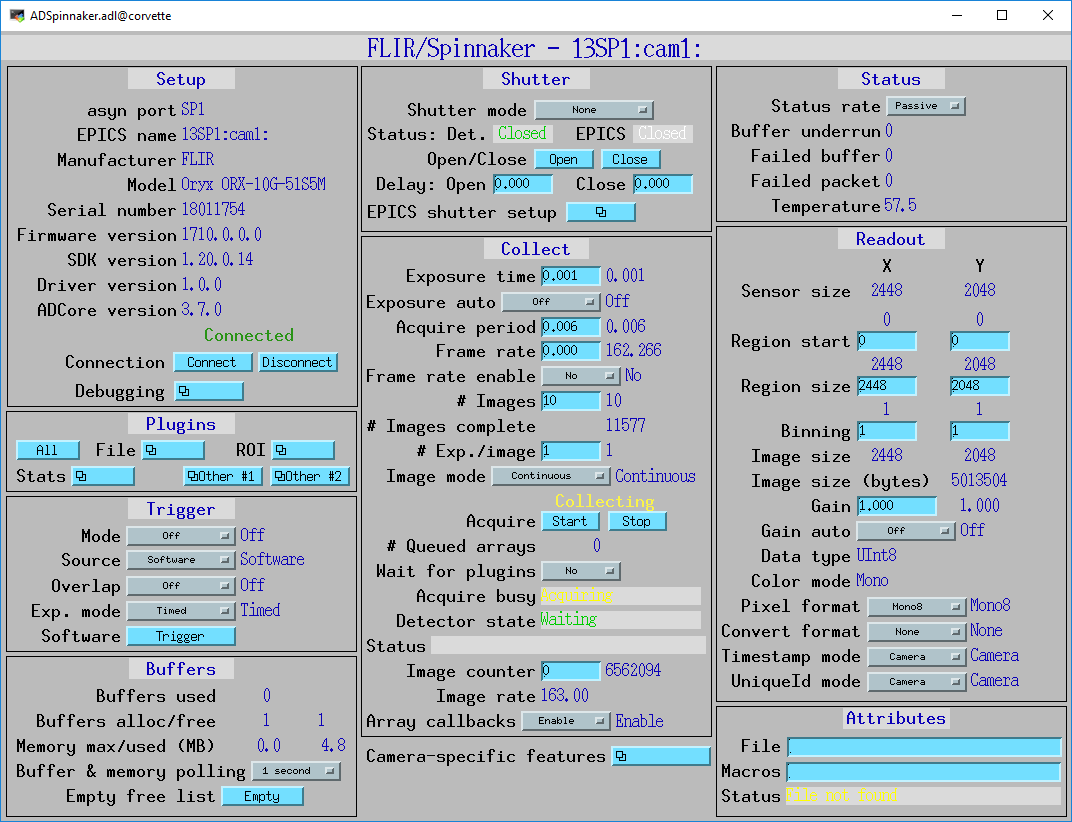 ADSpinnaker.adl@corvette
FLIR/Spinnaker - 13SP1:cam1:
Setup
asyn port SP1
EPICS name 13SP1:cam1:
Manufacturer FLIR
Model Oryx ORX-10G-51S5M
Serial number 18011754
Firmware version 1710.0.0.0
SDK version 1.20.0.14
Driver version 1.0.0
ADCore version 3.7.0
Connected
Connection Connect Disconnect
Debugging
Plugins
All File ROI
Stats Other #1 Other #2
Trigger
Mode Off Off
Source Software Software
Overlap Off Off
Exp. mode Timed Timed
Software Trigger
Buffers
Buffers used 0
Buffers alloc/free 1 1
Memory max/used (MB) 0.0 4.8
Buffer & memory polling 1 second
Empty free list Empty
Shutter
Shutter mode None
Status: Det. Closed EPICS Closed
Open/Close Open Close
Delay: Open 0.000 Close 0.000
EPICS shutter setup
Collect
Exposure time 0.001 0.001
Exposure auto Off Off
Acquire period 0.006 0.006
Frame rate 0.000 162.266
Frame rate enable No No
# Images 10 10
# Images complete 11577
# Exp./image 1 1
Image mode Continuous Continuous
Collecting
Acquire Start Stop
# Queued arrays 0
Wait for plugins No
Acquire busy Acquiring
Detector state Waiting
Status
Image counter 0 6562094
Image rate 163.00
Array callbacks Enable Enable
Camera-specific features
Status
Status rate Passive
Buffer underrun 0
Failed buffer 0
Failed packet 0
Temperature 57.5
Readout
X Y
Sensor size 2448 2048
0 0
Region start 0 0
2448 2048
Region size 2448 2048
1 1
Binning 1 1
Image size 2448 2048
Image size (bytes) 5013504
Gain 1.000 1.000
Gain auto Off Off
Data type UInt8
Color mode Mono
Pixel format Mono8 Mono8
Convert format None None
Timestamp mode Camera Camera
UniqueId mode Camera Camera
Attributes
File
Macros
Status File not found